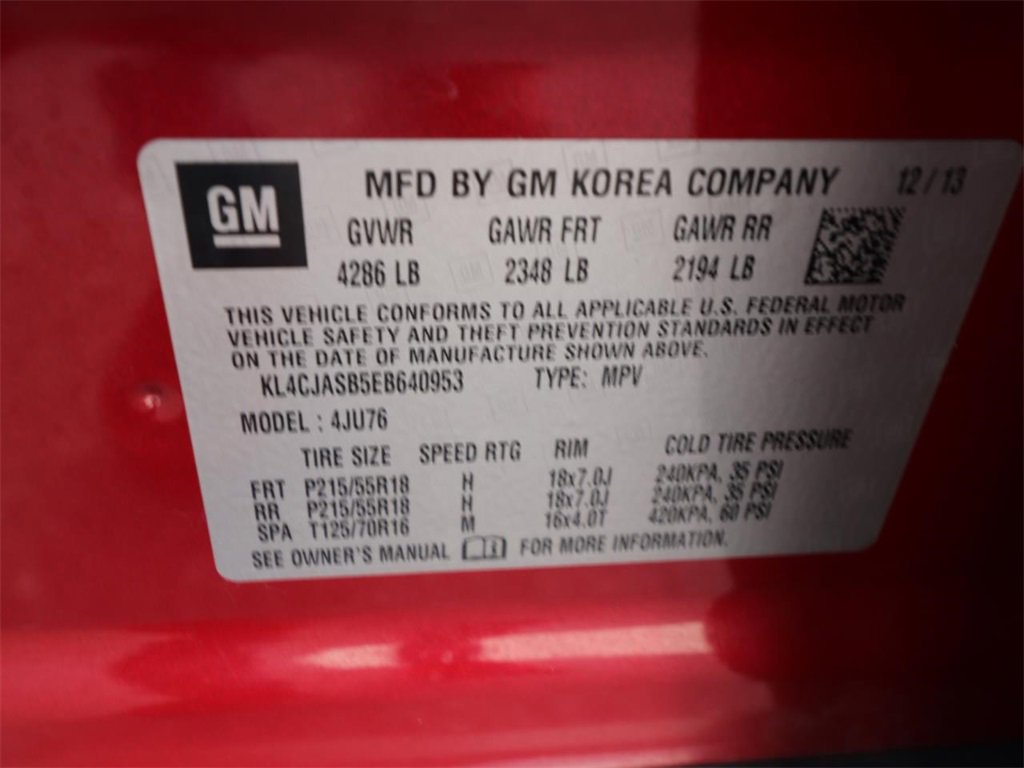 GM
MFD BY GM KOREA COMPANY 12 / 13
GVWR GAWR FRT GAWR RR
4286 LB 2348 LB 2194 LB
THIS VEHICLE CONFORMS TO ALL APPLICABLE U.S. FEDERAL MOTOR
VEHICLE SAFETY AND THEFT PREVENTION STANDARDS IN EFFECT
ON THE DATE OF MANUFACTURE SHOWN ABOVE.
KL4CJASB5EB640953 TYPE: MPV
MODEL : 4JU76
TIRE SIZE SPEED RTG RIM COLD TIRE PRESSURE
FRT P215/55R18 H 18x7.0J 240KPA, 35 PSI
RR P215/55R18 H 18x7.0J 240KPA, 35 PSI
SPA T125/70R16 M 16x4.0T 420KPA, 60 PSI
SEE OWNER'S MANUAL FOR MORE INFORMATION.